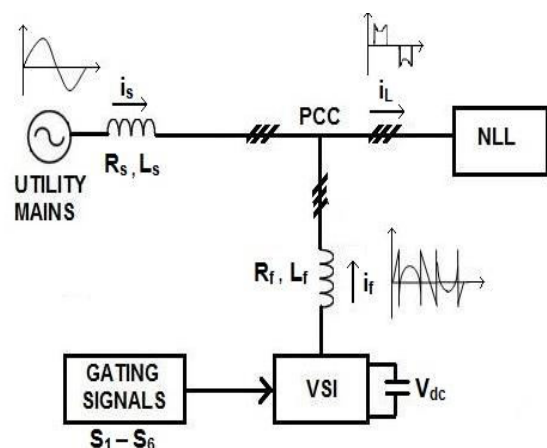 i_s
i_L
PCC
NLL
R_s, L_s
UTILITY
MAINS
R_f, L_f
i_f
GATING
SIGNALS
VSI
V_dc
S_1 – S_6